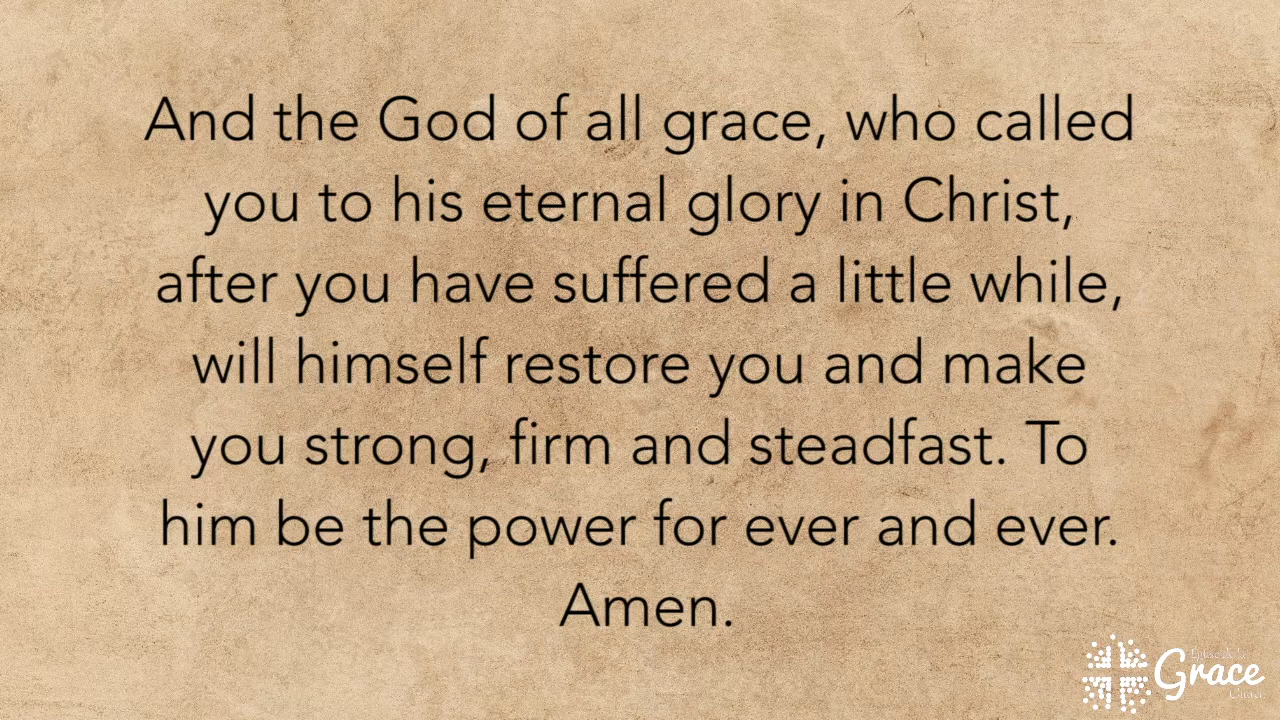 And the God of all grace, who called
you to his eternal glory in Christ,
after you have suffered a little while,
will himself restore you and make
you strong, firm and steadfast. To
him be the power for ever and ever.
Amen.
Grace
Church